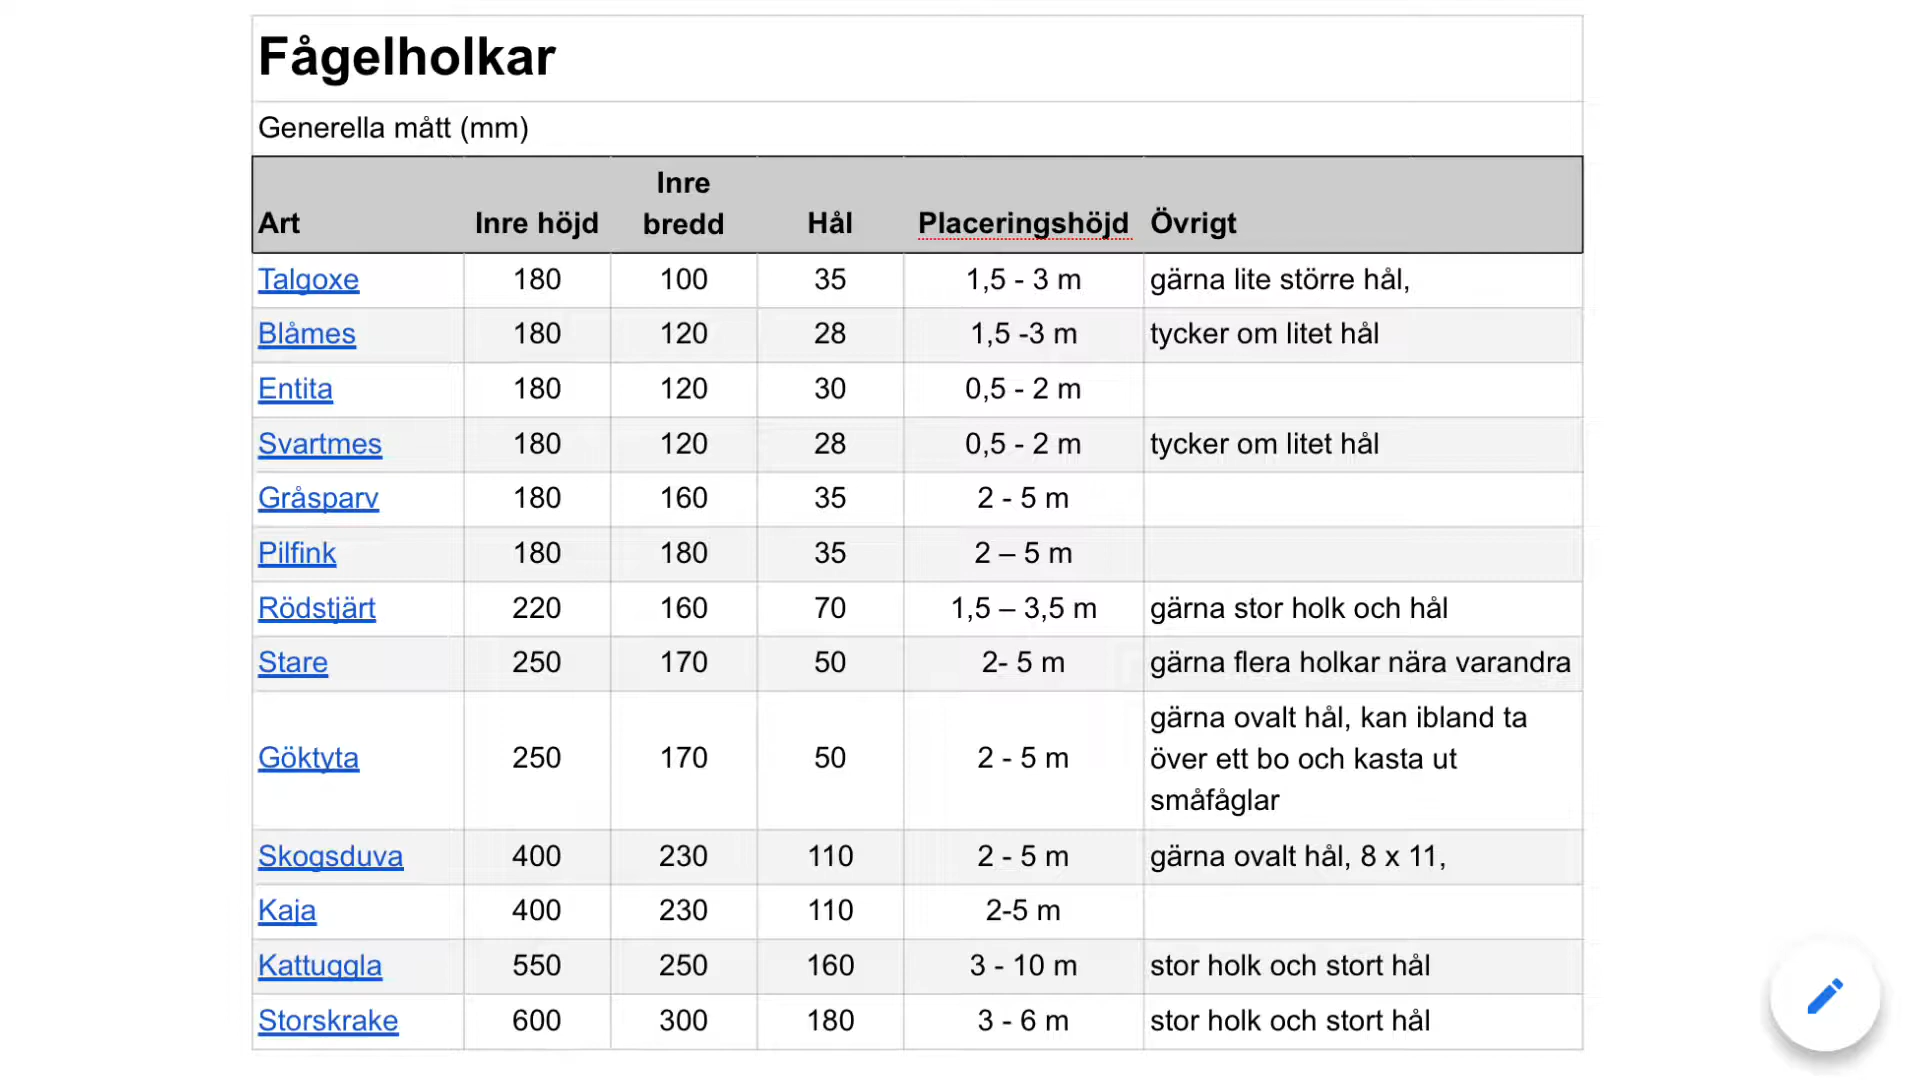 Fågelholkar
Generella mått (mm)
Art Inre höjd Inre bredd Hål Placeringshöjd Övrigt
Talgoxe 180 100 35 1,5 - 3 m gärna lite större hål,
Blåmes 180 120 28 1,5 -3 m tycker om litet hål
Entita 180 120 30 0,5 - 2 m
Svartmes 180 120 28 0,5 - 2 m tycker om litet hål
Gråsparv 180 160 35 2 - 5 m
Pilfink 180 180 35 2 – 5 m
Rödstjärt 220 160 70 1,5 – 3,5 m gärna stor holk och hål
Stare 250 170 50 2- 5 m gärna flera holkar nära varandra
Göktyta 250 170 50 2 - 5 m gärna ovalt hål, kan ibland ta
över ett bo och kasta ut
småfåglar
Skogsduva 400 230 110 2 - 5 m gärna ovalt hål, 8 x 11,
Kaja 400 230 110 2-5 m
Kattuggla 550 250 160 3 - 10 m stor holk och stort hål
Storskrake 600 300 180 3 - 6 m stor holk och stort hål